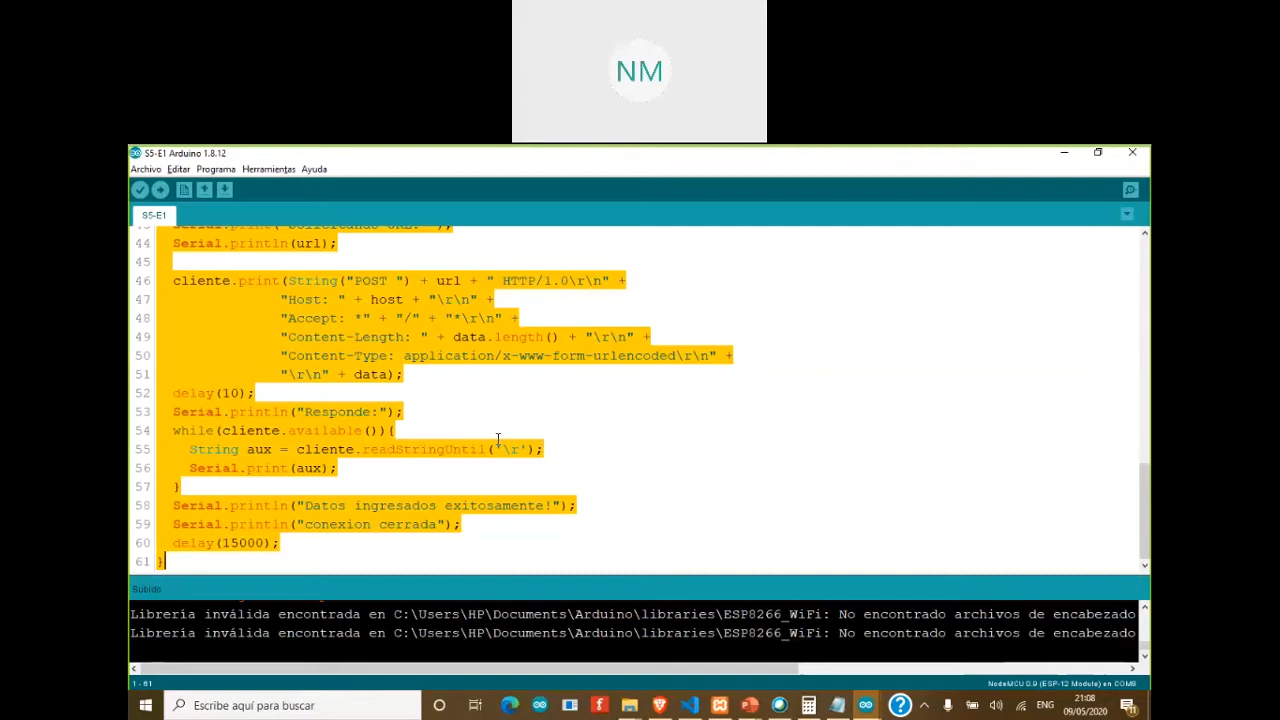 NM
S5-E1 Arduino 1.8.12
Archivo Editar Programa Herramientas Ayuda
S5-E1
44 Serial.println(url);
45
46 cliente.print(String("POST ") + url + " HTTP/1.0\r\n" +
47 "Host: " + host + "\r\n" +
48 "Accept: *" + "/" + "*\r\n" +
49 "Content-Length: " + data.length() + "\r\n" +
50 "Content-Type: application/x-www-form-urlencoded\r\n" +
51 "\r\n" + data);
52 delay(10);
53 Serial.println("Responde:");
54 while(cliente.available()){
55 String aux = cliente.readStringUntil('\r');
56 Serial.print(aux);
57 }
58 Serial.println("Datos ingresados exitosamente!");
59 Serial.println("conexion cerrada");
60 delay(15000);
61 }
Subido
Librería inválida encontrada en C:\Users\HP\Documents\Arduino\libraries\ESP8266_WiFi: No encontrado archivos de encabezado
Librería inválida encontrada en C:\Users\HP\Documents\Arduino\libraries\ESP8266_WiFi: No encontrado archivos de encabezado
1 - 61
NodeMCU 0.9 (ESP-12 Module) en COM8
Escribe aquí para buscar
ENG
21:08
09/05/2020